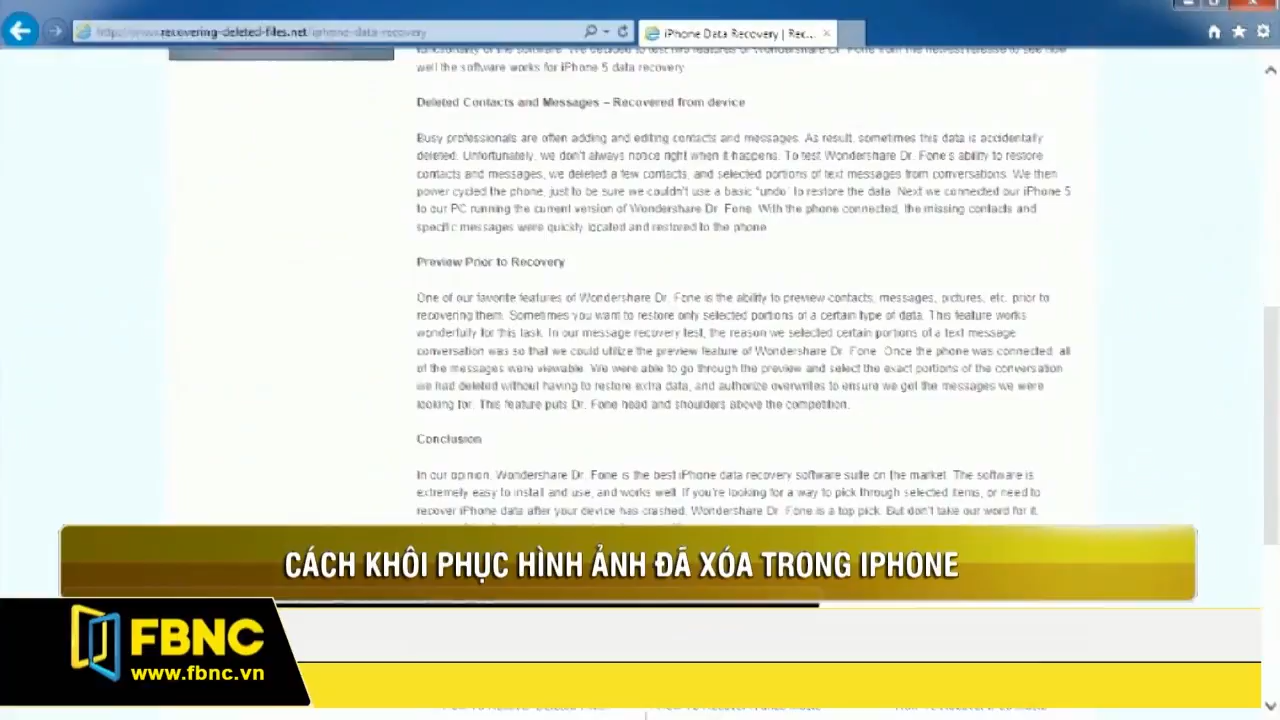 http://www.recovering-deleted-files.net/iphone-data-recovery
iPhone Data Recovery | Rec...
well the software works for iPhone 5 data recovery.
Deleted Contacts and Messages – Recovered from device
Busy professionals are often adding and editing contacts and messages. As result, sometimes this data is accidentally
deleted. Unfortunately, we don't always notice right when it happens. To test Wondershare Dr. Fone's ability to restore
contacts and messages, we deleted a few contacts, and selected portions of text messages from conversations. We then
power cycled the phone, just to be sure we couldn't use a basic "undo" to restore the data. Next we connected our iPhone 5
to our PC running the current version of Wondershare Dr. Fone. With the phone connected, the missing contacts and
specific messages were quickly located and restored to the phone.
Preview Prior to Recovery
One of our favorite features of Wondershare Dr. Fone is the ability to preview contacts, messages, pictures, etc. prior to
recovering them. Sometimes you want to restore only selected portions of a certain type of data. This feature works
wonderfully for this task. In our message recovery test, the reason we selected certain portions of a text message
conversation was so that we could utilize the preview feature of Wondershare Dr. Fone. Once the phone was connected, all
of the messages were viewable. We were able to go through the preview and select the exact portions of the conversation
we had deleted without having to restore extra data, and authorize overwrites to ensure we get the messages we were
looking for. This feature puts Dr. Fone head and shoulders above the competition.
Conclusion
In our opinion, Wondershare Dr. Fone is the best iPhone data recovery software suite on the market. The software is
extremely easy to install and use, and works well. If you're looking for a way to pick through selected items, or need to
recover iPhone data after your device has crashed, Wondershare Dr. Fone is a top pick. But don't take our word for it.
CÁCH KHÔI PHỤC HÌNH ẢNH ĐÃ XÓA TRONG IPHONE
FBNC
www.fbnc.vn